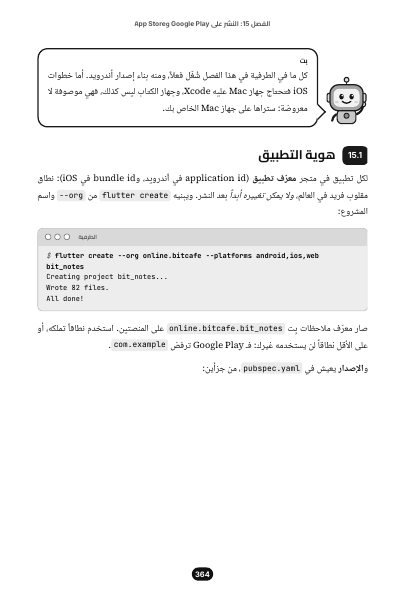 الفصل 15: النشر على Google Play وApp Store
بِت
كل ما في الطرفية في هذا الفصل شُغّل فعلاً، ومنه بناء إصدار أندرويد. أما خطوات
iOS فتحتاج جهاز Mac عليه Xcode، وجهاز الكتاب ليس كذلك، فهي موصوفة لا
معروضة: ستراها على جهاز Mac الخاص بك.
15.1 هوية التطبيق
لكل تطبيق في متجر معرّف تطبيق (application id في أندرويد، وbundle id في iOS): نطاق
مقلوب فريد في العالم، ولا يمكن تغييره أبداً بعد النشر. ويبنيه flutter create من --org واسم
المشروع:
الطرفية
$ flutter create --org online.bitcafe --platforms android,ios,web
bit_notes
Creating project bit_notes...
Wrote 82 files.
All done!
صار معرّف ملاحظات بِت online.bitcafe.bit_notes على المنصتين. استخدم نطاقاً تملكه، أو
على الأقل نطاقاً لن يستخدمه غيرك: فـ Google Play ترفض com.example.
والإصدار يعيش في pubspec.yaml، من جزأين:
364